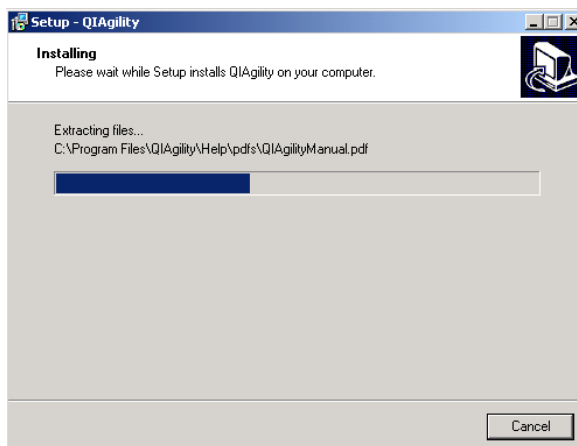 Setup - QIAgility
Installing
Please wait while Setup installs QIAgility on your computer.
Extracting files...
C:\Program Files\QIAgility\Help\pdfs\QIAgilityManual.pdf
Cancel